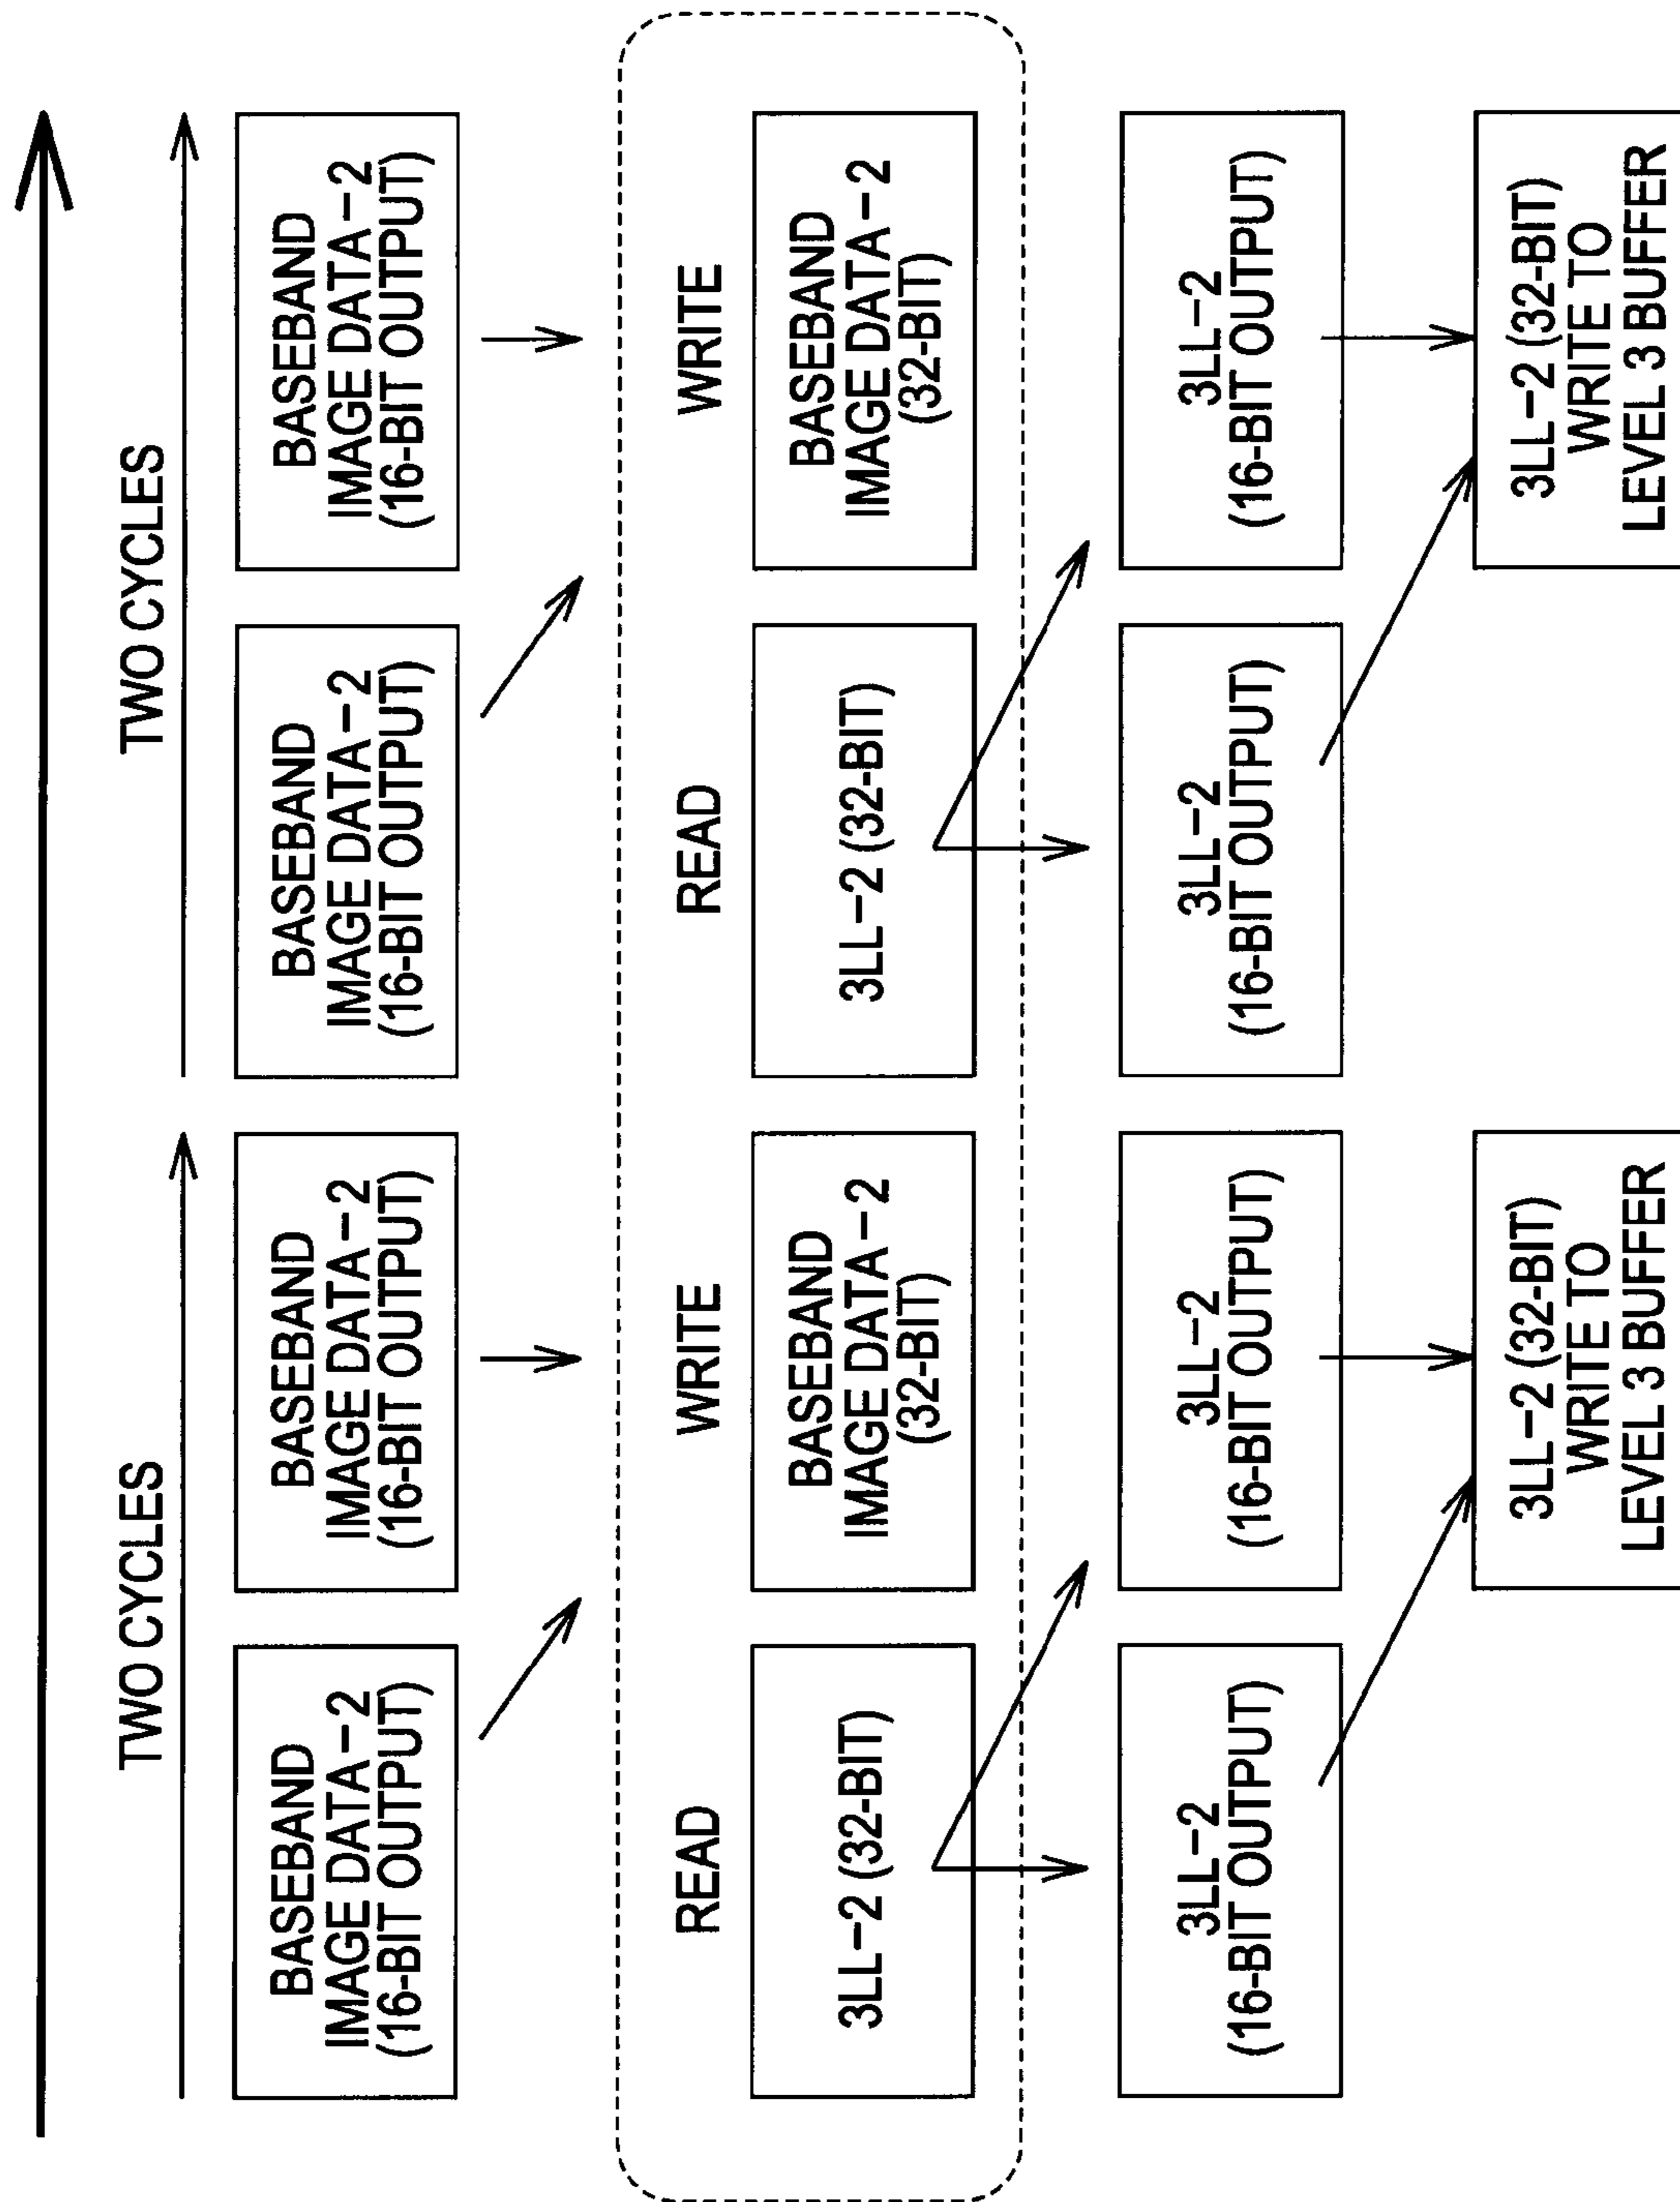 TWO CYCLES
TWO CYCLES
BASEBAND
IMAGE DATA-2
(16-BIT OUTPUT)
BASEBAND
IMAGE DATA-2
(16-BIT OUTPUT)
BASEBAND
IMAGE DATA-2
(16-BIT OUTPUT)
BASEBAND
IMAGE DATA-2
(16-BIT OUTPUT)
READ
WRITE
READ
WRITE
3LL-2 (32-BIT)
BASEBAND
IMAGE DATA-2
(32-BIT)
3LL-2 (32-BIT)
BASEBAND
IMAGE DATA-2
(32-BIT)
3LL-2
(16-BIT OUTPUT)
3LL-2
(16-BIT OUTPUT)
3LL-2
(16-BIT OUTPUT)
3LL-2
(16-BIT OUTPUT)
3LL-2 (32-BIT)
WRITE TO
LEVEL 3 BUFFER
3LL-2 (32-BIT)
WRITE TO
LEVEL 3 BUFFER